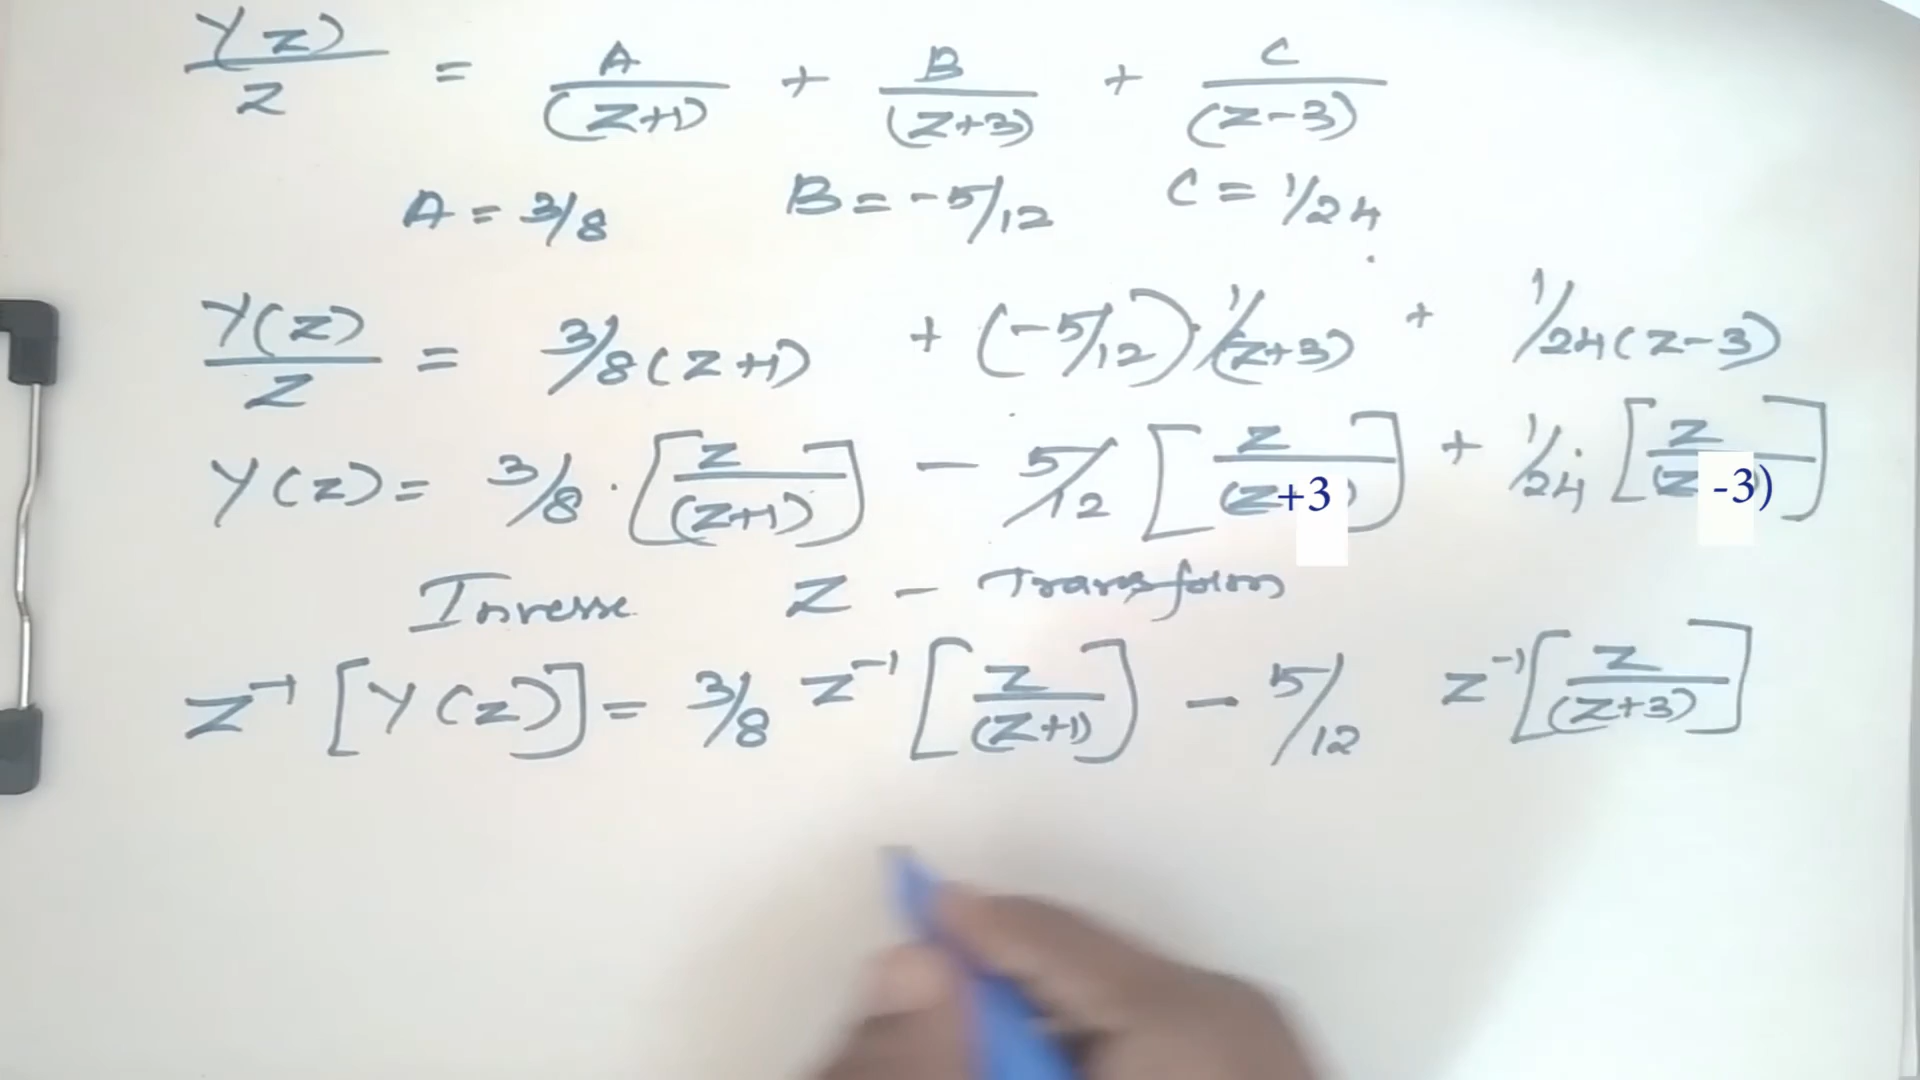 Y(z)/z = A/(z+1) + B/(z+3) + C/(z-3)
A = 3/8 B = -5/12 C = 1/24
Y(z)/z = 3/8(z+1) + (-5/12)·1/(z+3) + 1/24(z-3)
Y(z) = 3/8 · [z/(z+1)] - 5/12 [z/(z+3)] + 1/24 [z/(z-3)]
Inverse Z - Transform
Z⁻¹ [Y(z)] = 3/8 Z⁻¹ [z/(z+1)] - 5/12 Z⁻¹ [z/(z+3)]